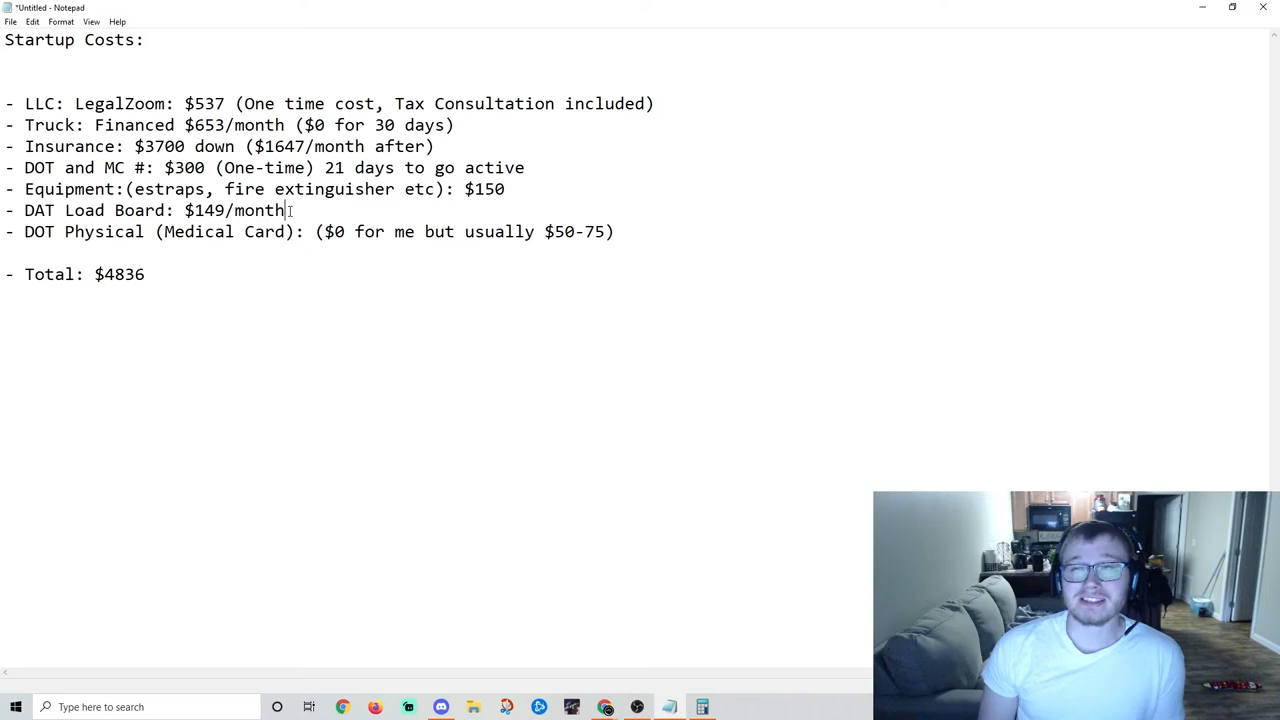 *Untitled - Notepad
File Edit Format View Help
Startup Costs:
- LLC: LegalZoom: $537 (One time cost, Tax Consultation included)
- Truck: Financed $653/month ($0 for 30 days)
- Insurance: $3700 down ($1647/month after)
- DOT and MC #: $300 (One-time) 21 days to go active
- Equipment:(estraps, fire extinguisher etc): $150
- DAT Load Board: $149/month
- DOT Physical (Medical Card): ($0 for me but usually $50-75)
- Total: $4836
Type here to search